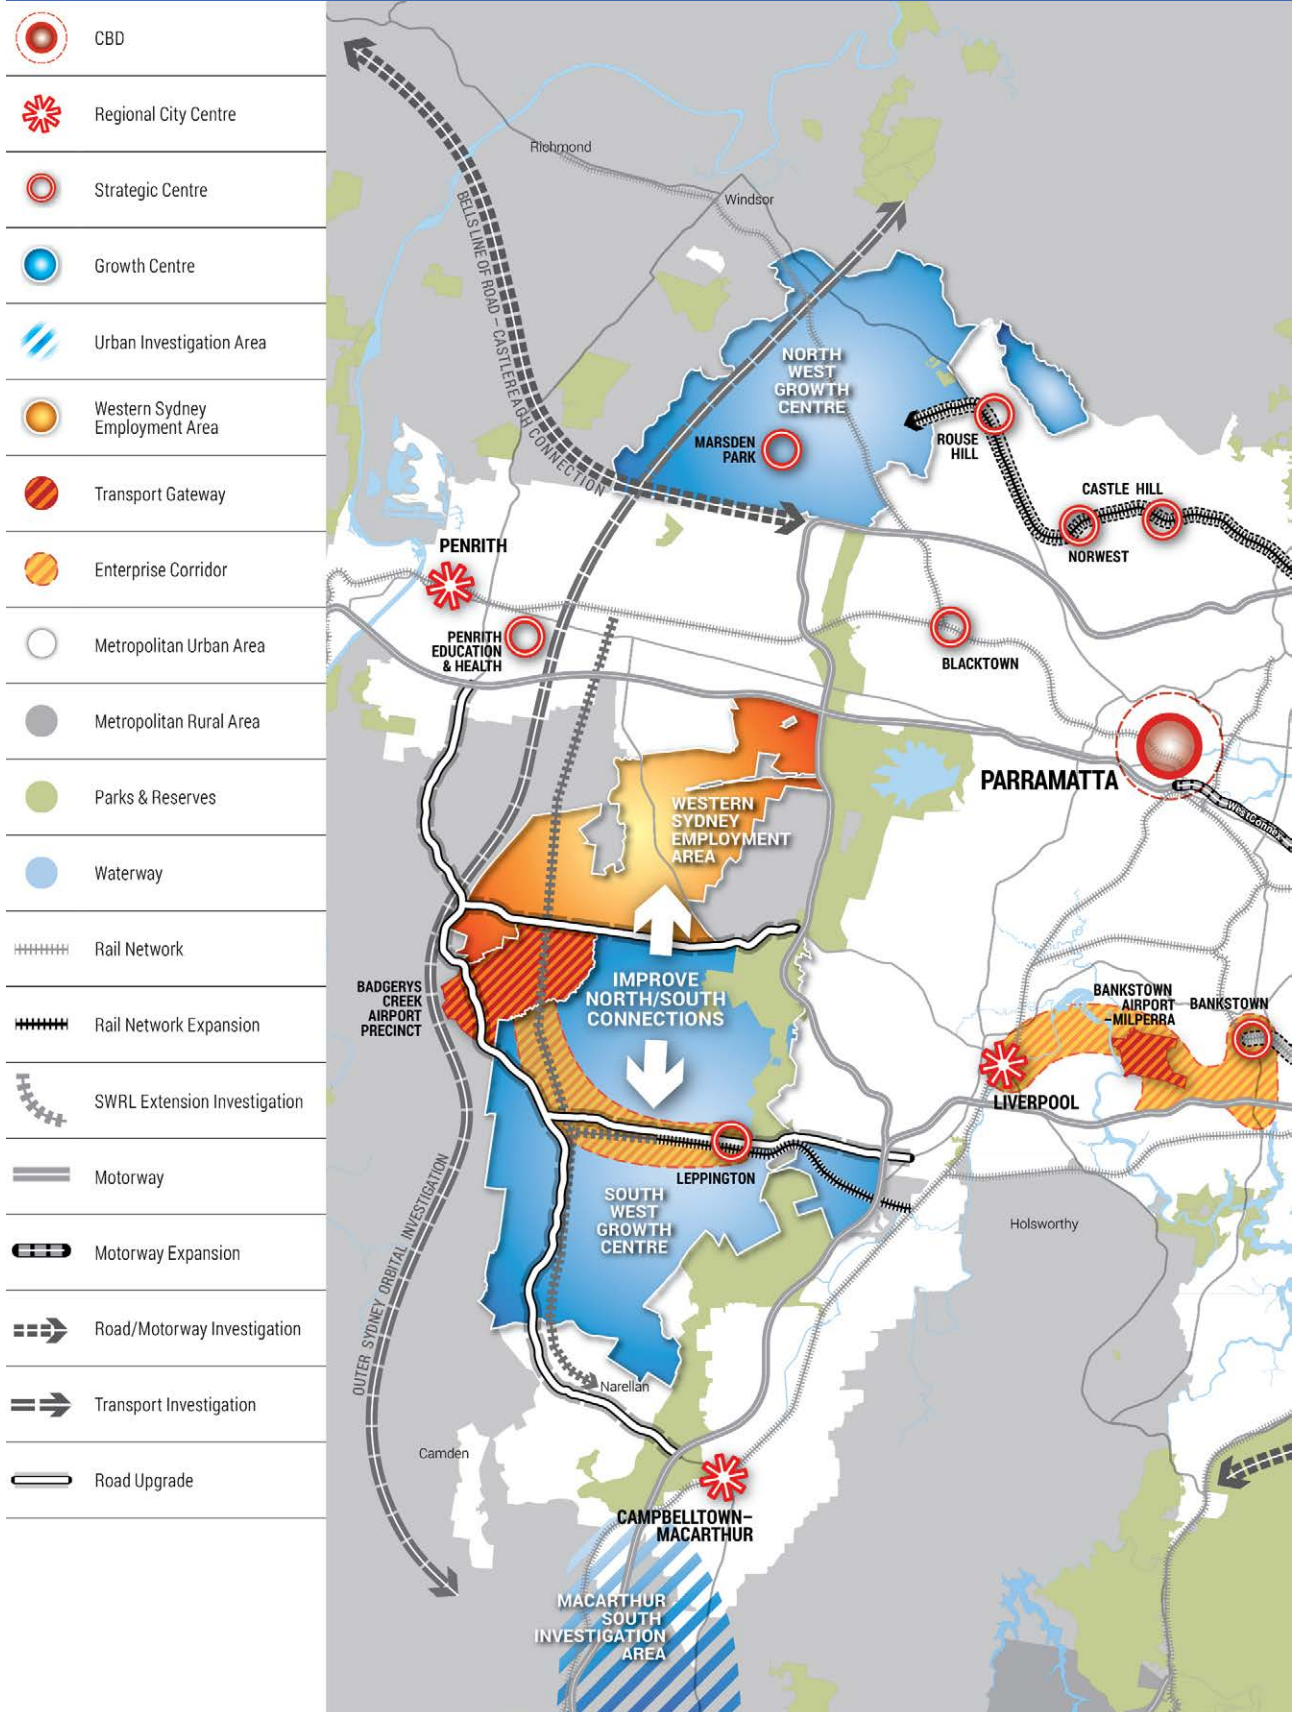 CBD
Regional City Centre
Strategic Centre
Growth Centre
Urban Investigation Area
Western Sydney
Employment Area
Transport Gateway
Enterprise Corridor
Metropolitan Urban Area
Metropolitan Rural Area
Parks & Reserves
Waterway
Rail Network
Rail Network Expansion
SWRL Extension Investigation
Motorway
Motorway Expansion
Road/Motorway Investigation
Transport Investigation
Road Upgrade
Richmond
Windsor
BELLS LINE OF ROAD – CASTLEREAGH CONNECTION
NORTH
WEST
GROWTH
CENTRE
MARSDEN
PARK
ROUSE
HILL
CASTLE HILL
NORWEST
PENRITH
PENRITH
EDUCATION
& HEALTH
BLACKTOWN
PARRAMATTA
WestConnex
WESTERN
SYDNEY
EMPLOYMENT
AREA
BADGERYS
CREEK
AIRPORT
PRECINCT
IMPROVE
NORTH/SOUTH
CONNECTIONS
BANKSTOWN
AIRPORT
–MILPERRA
BANKSTOWN
LIVERPOOL
LEPPINGTON
SOUTH
WEST
GROWTH
CENTRE
Holsworthy
OUTER SYDNEY ORBITAL INVESTIGATION
Narellan
Camden
CAMPBELLTOWN–
MACARTHUR
MACARTHUR
SOUTH
INVESTIGATION
AREA